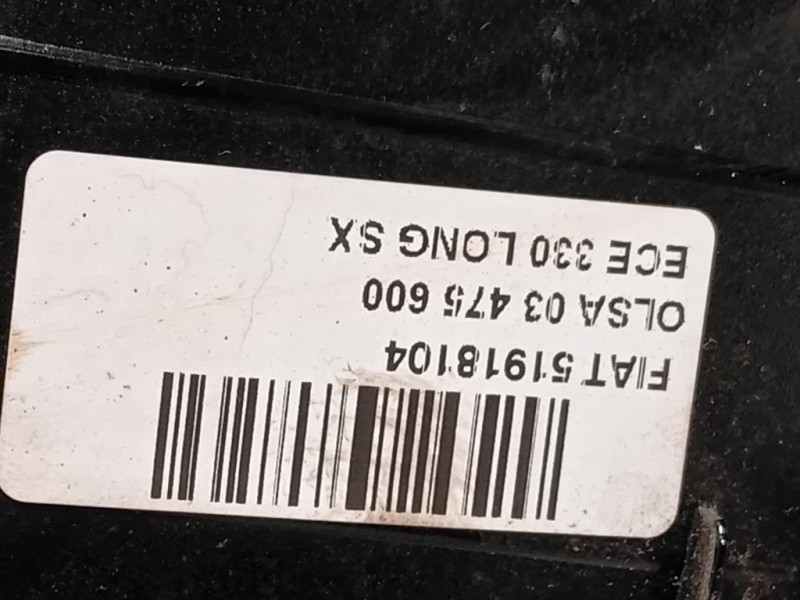 FIAT 51918104
OLSA 03 475 600
ECE 330 LONG SX